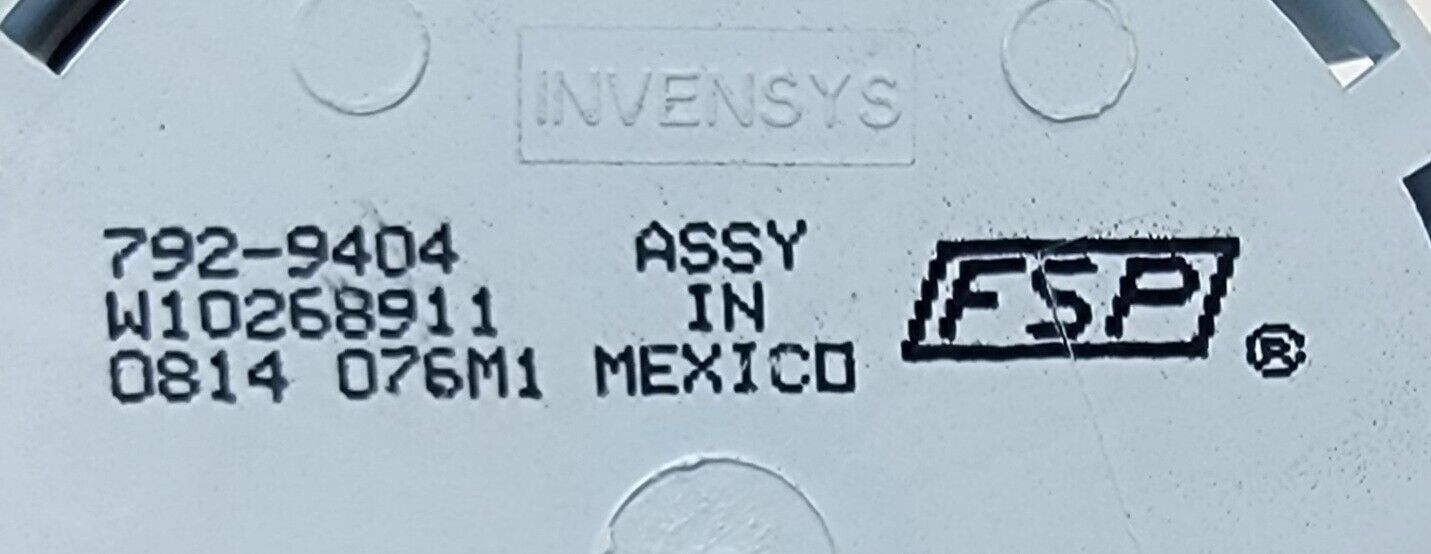 INVENSYS
792-9404 ASSY
W10268911 IN
0814 076M1 MEXICO
FSP®